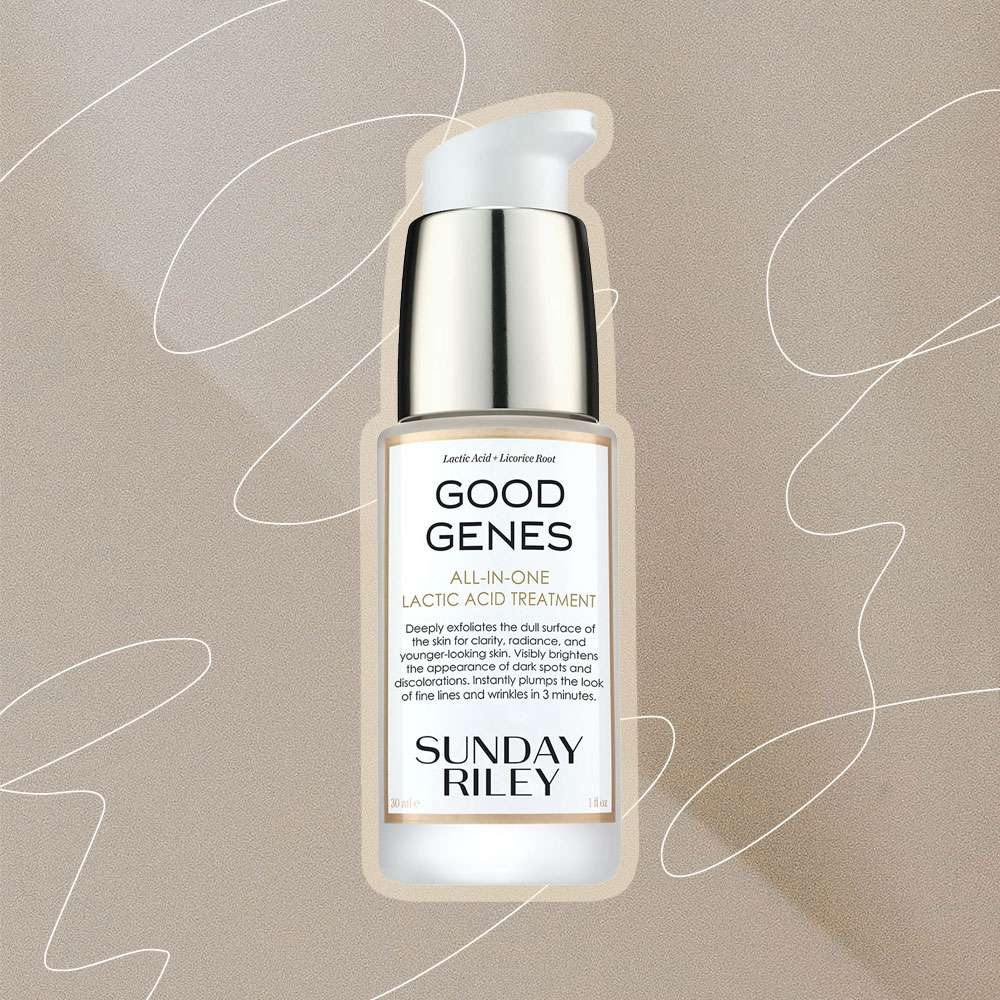 Lactic Acid + Licorice Root
GOOD
GENES
ALL-IN-ONE
LACTIC ACID TREATMENT
Deeply exfoliates the dull surface of
the skin for clarity, radiance, and
younger-looking skin. Visibly brightens
the appearance of dark spots and
discolorations. Instantly plumps the look
of fine lines and wrinkles in 3 minutes.
SUNDAY
RILEY
30 ml e 1 fl oz